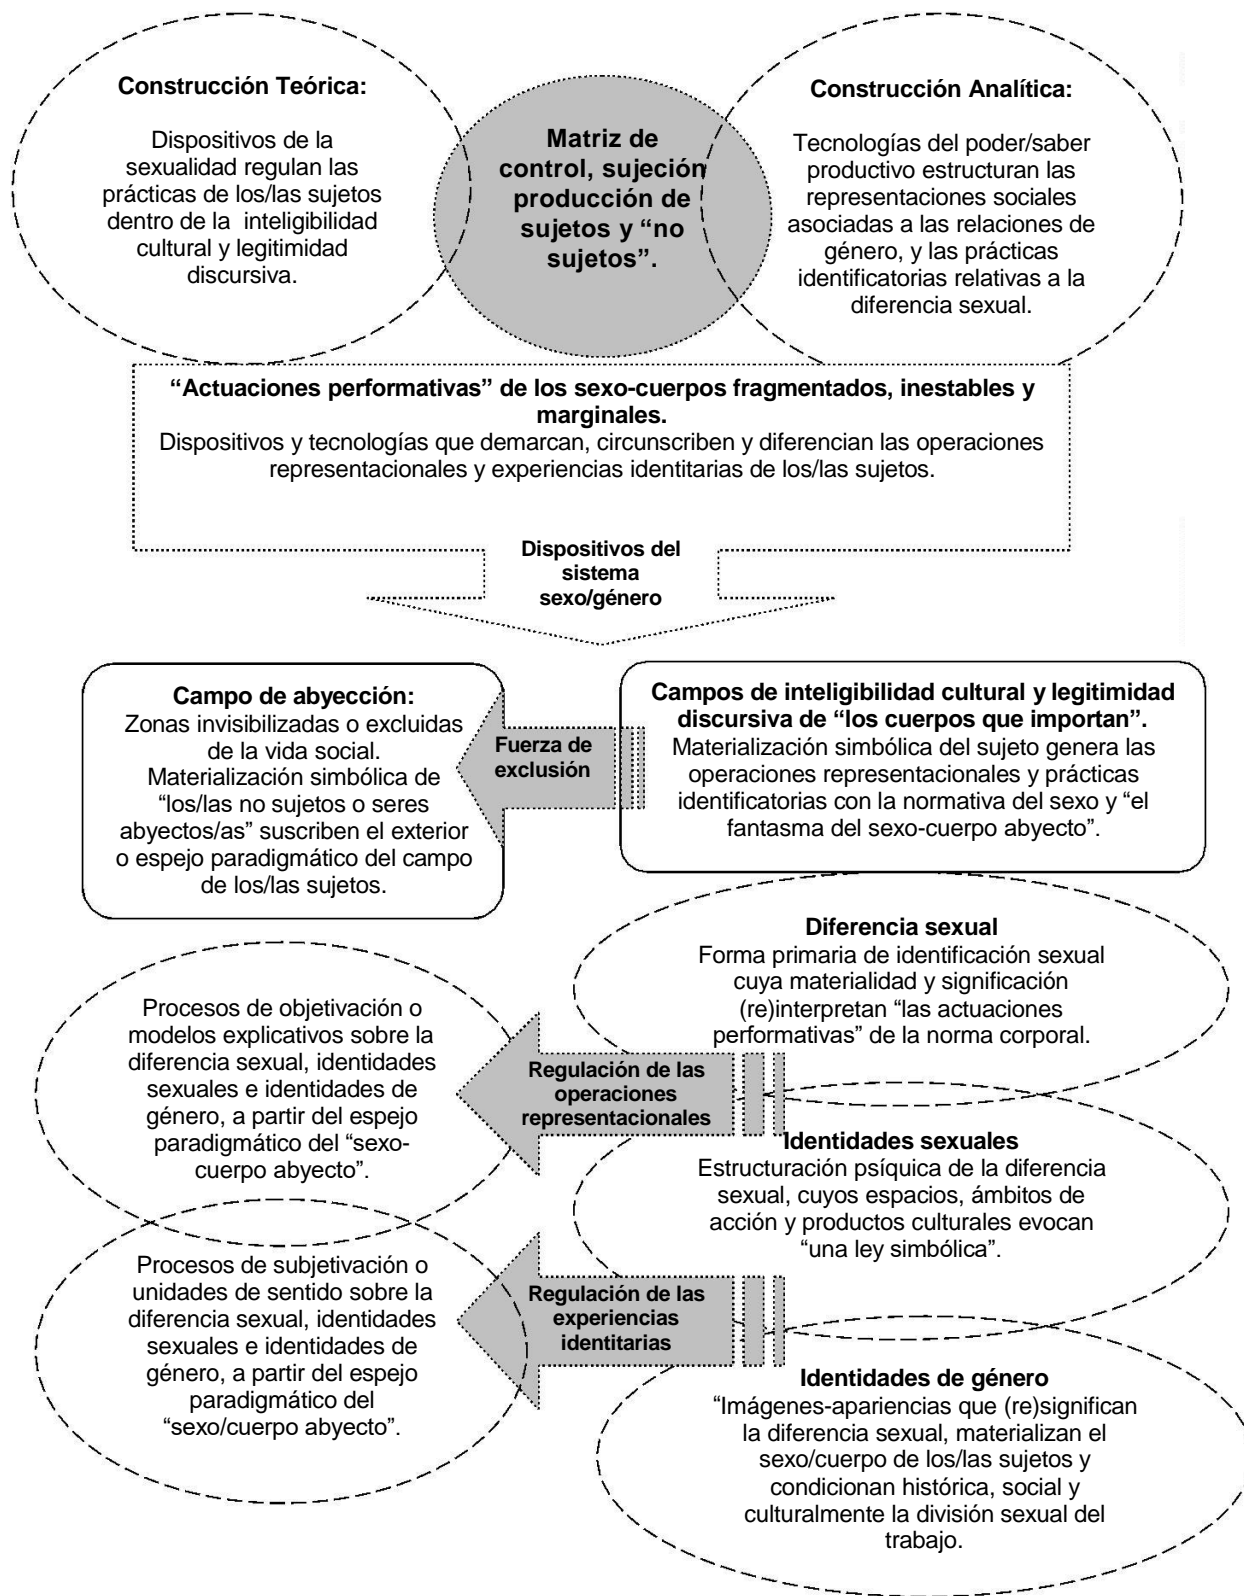 Construcción Teórica:
Dispositivos de la
sexualidad regulan las
prácticas de los/las sujetos
dentro de la inteligibilidad
cultural y legitimidad
discursiva.
Matriz de
control, sujeción
producción de
sujetos y “no
sujetos”.
Construcción Analítica:
Tecnologías del poder/saber
productivo estructuran las
representaciones sociales
asociadas a las relaciones de
género, y las prácticas
identificatorias relativas a la
diferencia sexual.
“Actuaciones performativas” de los sexo-cuerpos fragmentados, inestables y
marginales.
Dispositivos y tecnologías que demarcan, circunscriben y diferencian las operaciones
representacionales y experiencias identitarias de los/las sujetos.
Dispositivos del
sistema
sexo/género
Campo de abyección:
Zonas invisibilizadas o excluidas
de la vida social.
Materialización simbólica de
“los/las no sujetos o seres
abyectos/as” suscriben el exterior
o espejo paradigmático del campo
de los/las sujetos.
Fuerza de
exclusión
Campos de inteligibilidad cultural y legitimidad
discursiva de “los cuerpos que importan”.
Materialización simbólica del sujeto genera las
operaciones representacionales y prácticas
identificatorias con la normativa del sexo y “el
fantasma del sexo-cuerpo abyecto”.
Diferencia sexual
Forma primaria de identificación sexual
cuya materialidad y significación
(re)interpretan “las actuaciones
performativas” de la norma corporal.
Procesos de objetivación o
modelos explicativos sobre la
diferencia sexual, identidades
sexuales e identidades de
género, a partir del espejo
paradigmático del “sexo-
cuerpo abyecto”.
Regulación de las
operaciones
representacionales
Identidades sexuales
Estructuración psíquica de la diferencia
sexual, cuyos espacios, ámbitos de
acción y productos culturales evocan
“una ley simbólica”.
Procesos de subjetivación o
unidades de sentido sobre la
diferencia sexual, identidades
sexuales e identidades de
género, a partir del espejo
paradigmático del
“sexo/cuerpo abyecto”.
Regulación de las
experiencias
identitarias
Identidades de género
“Imágenes-apariencias que (re)significan
la diferencia sexual, materializan el
sexo/cuerpo de los/las sujetos y
condicionan histórica, social y
culturalmente la división sexual del
trabajo.